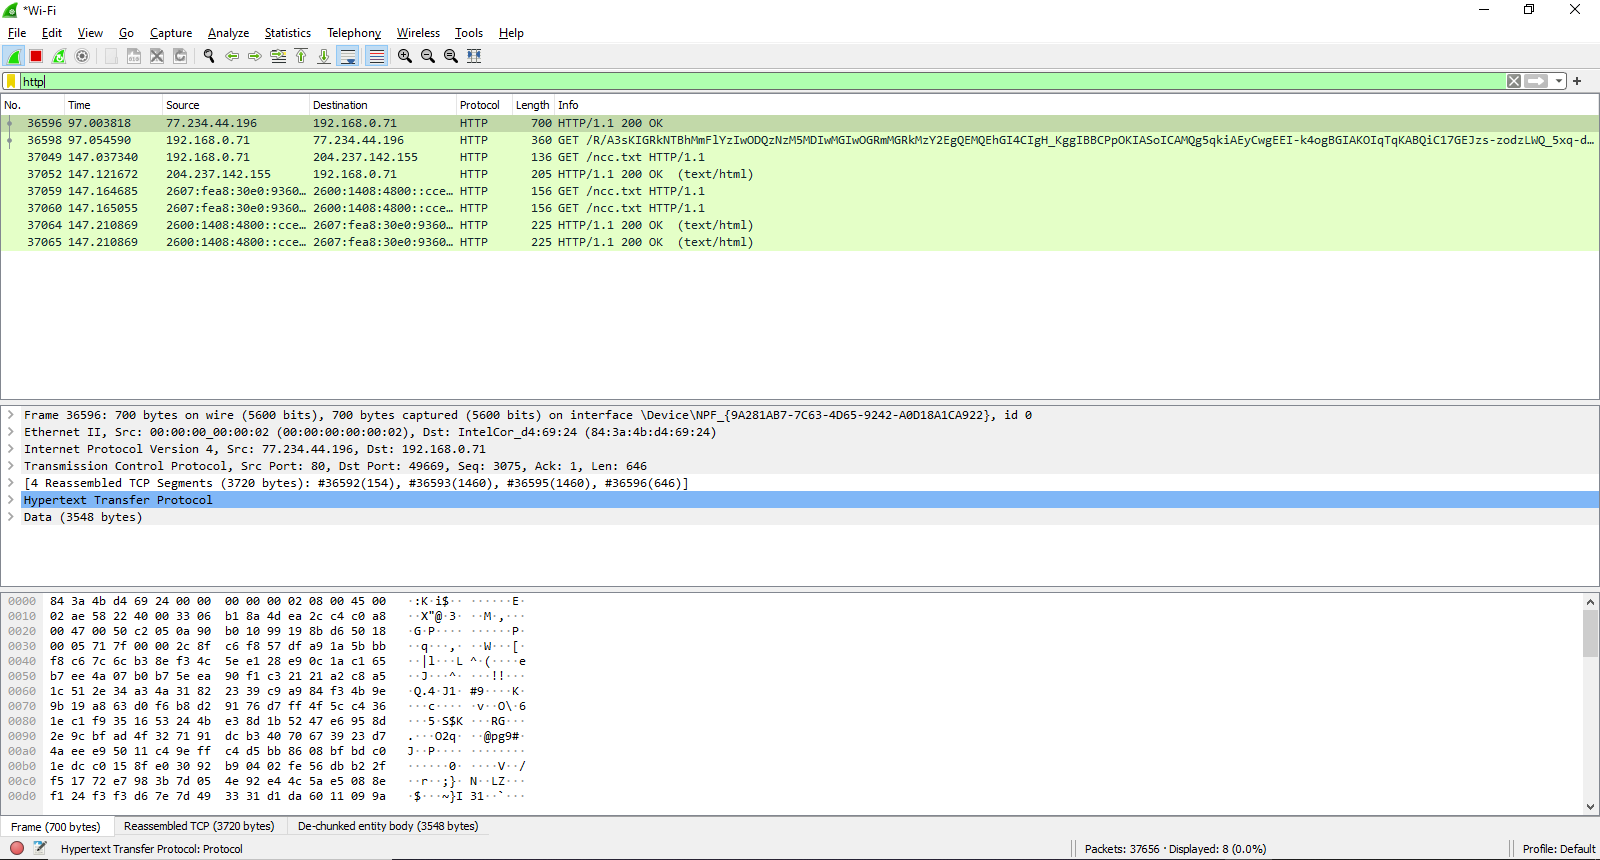 *Wi-Fi
File Edit View Go Capture Analyze Statistics Telephony Wireless Tools Help
http
No. Time Source Destination Protocol Length Info
36596 97.003818 77.234.44.196 192.168.0.71 HTTP 700 HTTP/1.1 200 OK
36598 97.054590 192.168.0.71 77.234.44.196 HTTP 360 GET /R/A3sKIGRkNTBhMmFlYzIwODQzNzM5MDIwMGIwOGRmMGRkMzY2EgQEMQEhGI4CIgH_KggIBBCPpOKIASoICAMQg5qkiAEyCwgEEI-k4ogBGIAKOIqTqKABQiC17GEJzs-zodzLWQ_5xq-d…
37049 147.037340 192.168.0.71 204.237.142.155 HTTP 136 GET /ncc.txt HTTP/1.1
37052 147.121672 204.237.142.155 192.168.0.71 HTTP 205 HTTP/1.1 200 OK (text/html)
37059 147.164685 2607:fea8:30e0:9360… 2600:1408:4800::cce… HTTP 156 GET /ncc.txt HTTP/1.1
37060 147.165055 2607:fea8:30e0:9360… 2600:1408:4800::cce… HTTP 156 GET /ncc.txt HTTP/1.1
37064 147.210869 2600:1408:4800::cce… 2607:fea8:30e0:9360… HTTP 225 HTTP/1.1 200 OK (text/html)
37065 147.210869 2600:1408:4800::cce… 2607:fea8:30e0:9360… HTTP 225 HTTP/1.1 200 OK (text/html)
Frame 36596: 700 bytes on wire (5600 bits), 700 bytes captured (5600 bits) on interface \Device\NPF_{9A281AB7-7C63-4D65-9242-A0D18A1CA922}, id 0
Ethernet II, Src: 00:00:00_00:00:02 (00:00:00:00:00:02), Dst: IntelCor_d4:69:24 (84:3a:4b:d4:69:24)
Internet Protocol Version 4, Src: 77.234.44.196, Dst: 192.168.0.71
Transmission Control Protocol, Src Port: 80, Dst Port: 49669, Seq: 3075, Ack: 1, Len: 646
[4 Reassembled TCP Segments (3720 bytes): #36592(154), #36593(1460), #36595(1460), #36596(646)]
Hypertext Transfer Protocol
Data (3548 bytes)
0000 84 3a 4b d4 69 24 00 00 00 00 00 02 08 00 45 00 ·:K·i$·· ······E·
0010 02 ae 58 22 40 00 33 06 b1 8a 4d ea 2c c4 c0 a8 ··X"@·3· ··M·,···
0020 00 47 00 50 c2 05 0a 90 b0 10 99 19 8b d6 50 18 ·G·P···· ······P·
0030 00 05 71 7f 00 00 2c 8f c6 f8 57 df a9 1a 5b bb ··q···,· ··W···[·
0040 f8 c6 7c 6c b3 8e f3 4c 5e e1 28 e9 0c 1a c1 65 ··|l···L ^·(····e
0050 b7 ee 4a 07 b0 b7 5e ea 90 f1 c3 21 21 a2 c8 a5 ··J···^· ···!!···
0060 1c 51 2e 34 a3 4a 31 82 23 39 c9 a9 84 f3 4b 9e ·Q.4·J1· #9····K·
0070 9b 19 a8 63 d0 f6 b8 d2 91 76 d7 ff 4f 5c c4 36 ···c···· ·v··O\·6
0080 1e c1 f9 35 16 53 24 4b e3 8d 1b 52 47 e6 95 8d ···5·S$K ···RG···
0090 2e 9c bf ad 4f 32 71 91 dc b3 40 70 67 39 23 d7 .···O2q· ··@pg9#·
00a0 4a ee e9 50 11 c4 9e ff c4 d5 bb 86 08 bf bd c0 J··P···· ········
00b0 1e dc c0 15 8f e0 30 92 b9 04 02 fe 56 db b2 2f ······0· ····V··/
00c0 f5 17 72 e7 98 3b 7d 05 4e 92 e4 4c 5a e5 08 8e ··r··;}· N··LZ···
00d0 f1 24 f3 f3 d6 7e 7d 49 33 31 d1 da 60 11 09 9a ·$···~}I 31··`···
Frame (700 bytes) Reassembled TCP (3720 bytes) De-chunked entity body (3548 bytes)
Hypertext Transfer Protocol: Protocol Packets: 37656 · Displayed: 8 (0.0%) Profile: Default